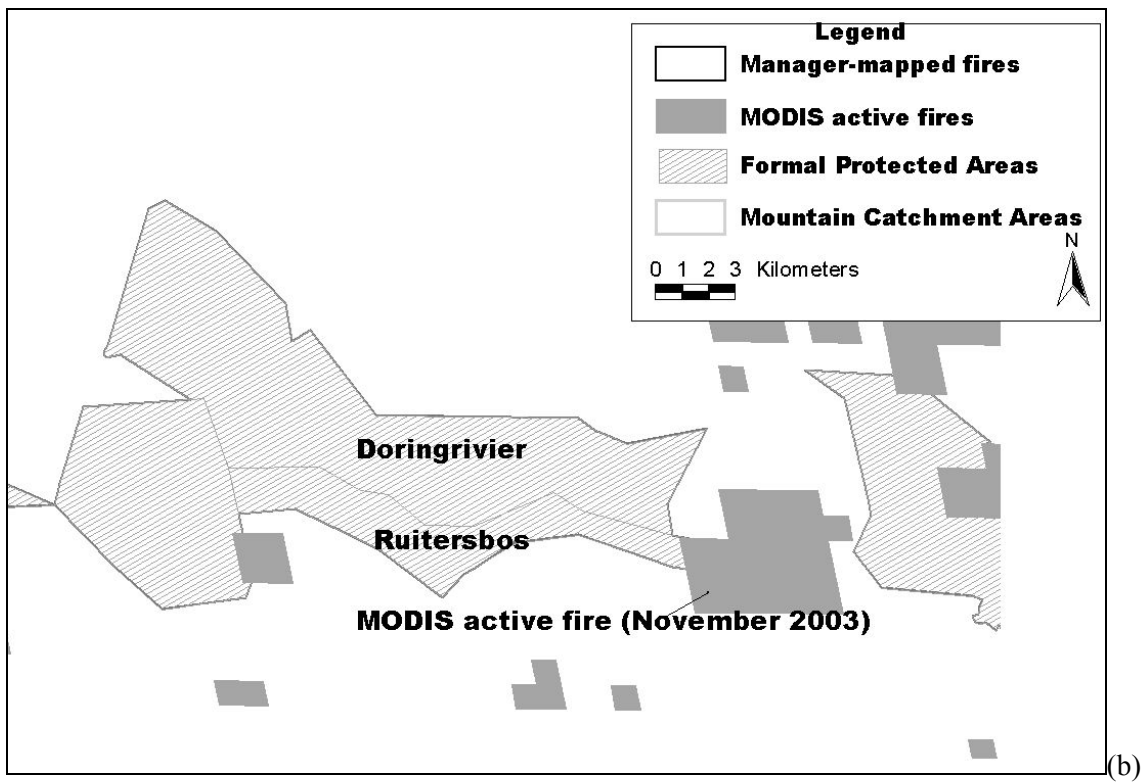 Legend
Manager-mapped fires
MODIS active fires
Formal Protected Areas
Mountain Catchment Areas
N
0 1 2 3 Kilometers
Doringrivier
Ruitersbos
MODIS active fire (November 2003)
(b)